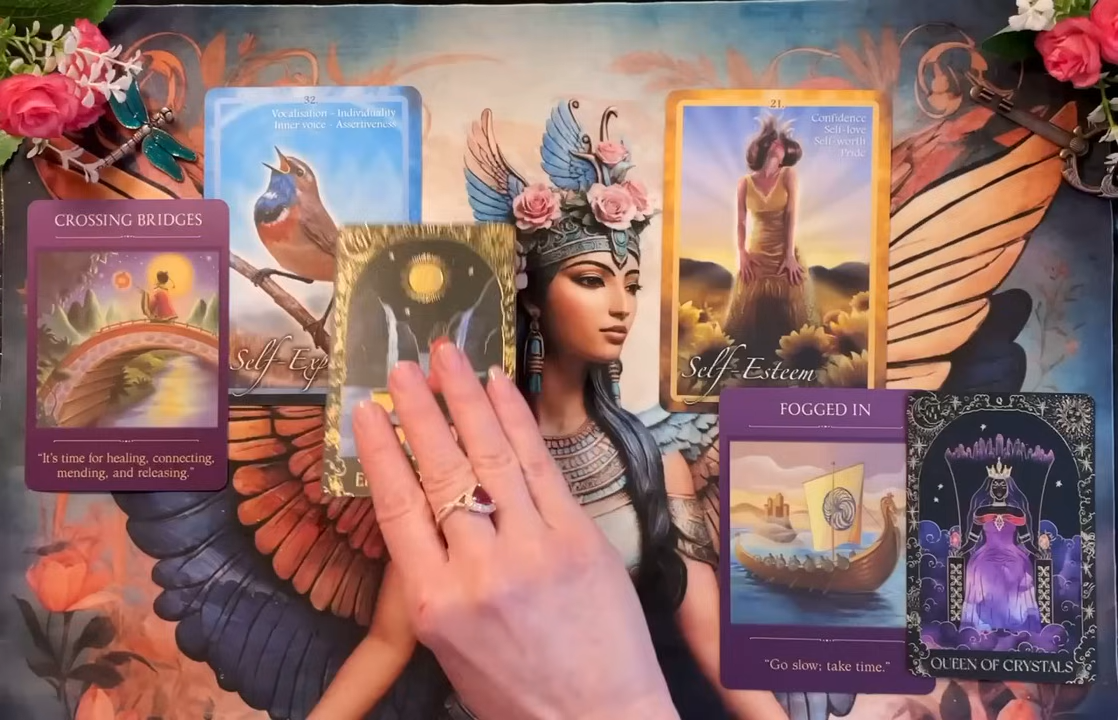 32.
Vocalisation - Individuality
Inner voice - Assertiveness
CROSSING BRIDGES
"It's time for healing, connecting,
mending, and releasing."
21.
Confidence
Self-love
Self-worth
Pride
Self-Esteem
FOGGED IN
"Go slow; take time."
QUEEN OF CRYSTALS